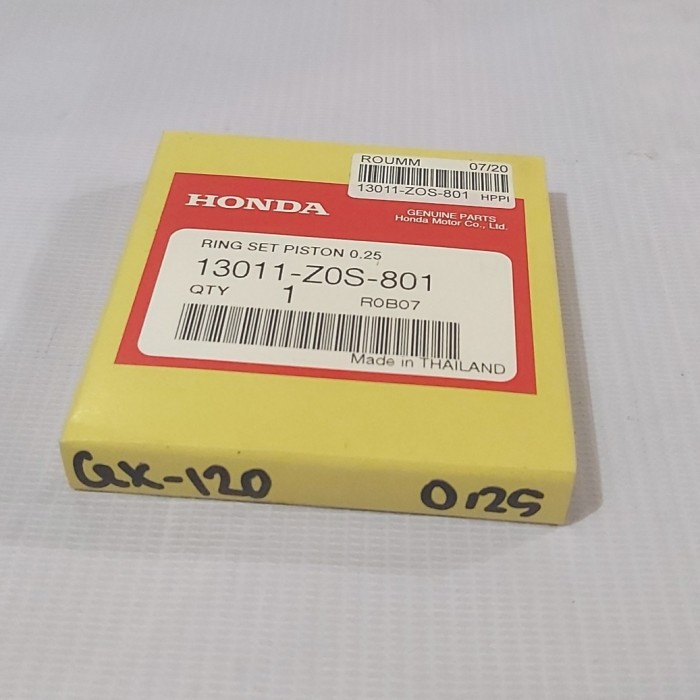 ROUMM 07/20
13011-ZOS-801 HPPI
HONDA
GENUINE PARTS
Honda Motor Co., Ltd.
RING SET PISTON 0.25
13011-Z0S-801
QTY 1 R0B07
Made in THAILAND
GX-120 0,25